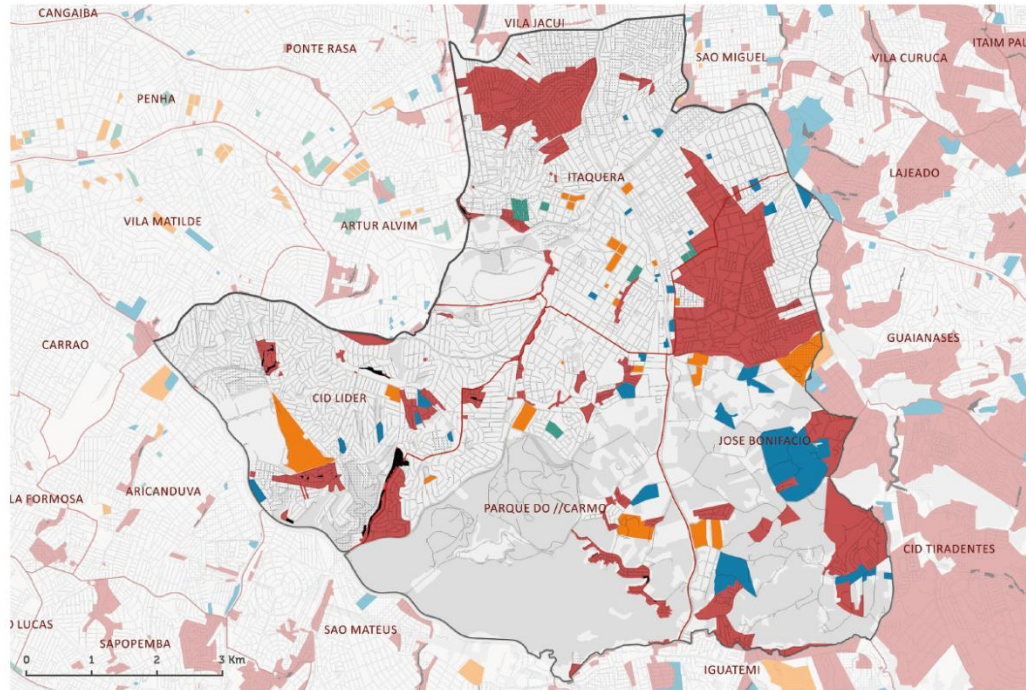 CANGAIBA
VILA JACUI
PONTE RASA
SAO MIGUEL
VILA CURUCA
ITAIM PAU
PENHA
ITAQUERA
LAJEADO
VILA MATILDE
ARTUR ALVIM
CARRAO
GUAIANASES
CID LIDER
JOSE BONIFACIO
LA FORMOSA
ARICANDUVA
PARQUE DO //CARMO
CID TIRADENTES
O LUCAS
SAPOPEMBA
SAO MATEUS
IGUATEMI
0 1 2 3 Km